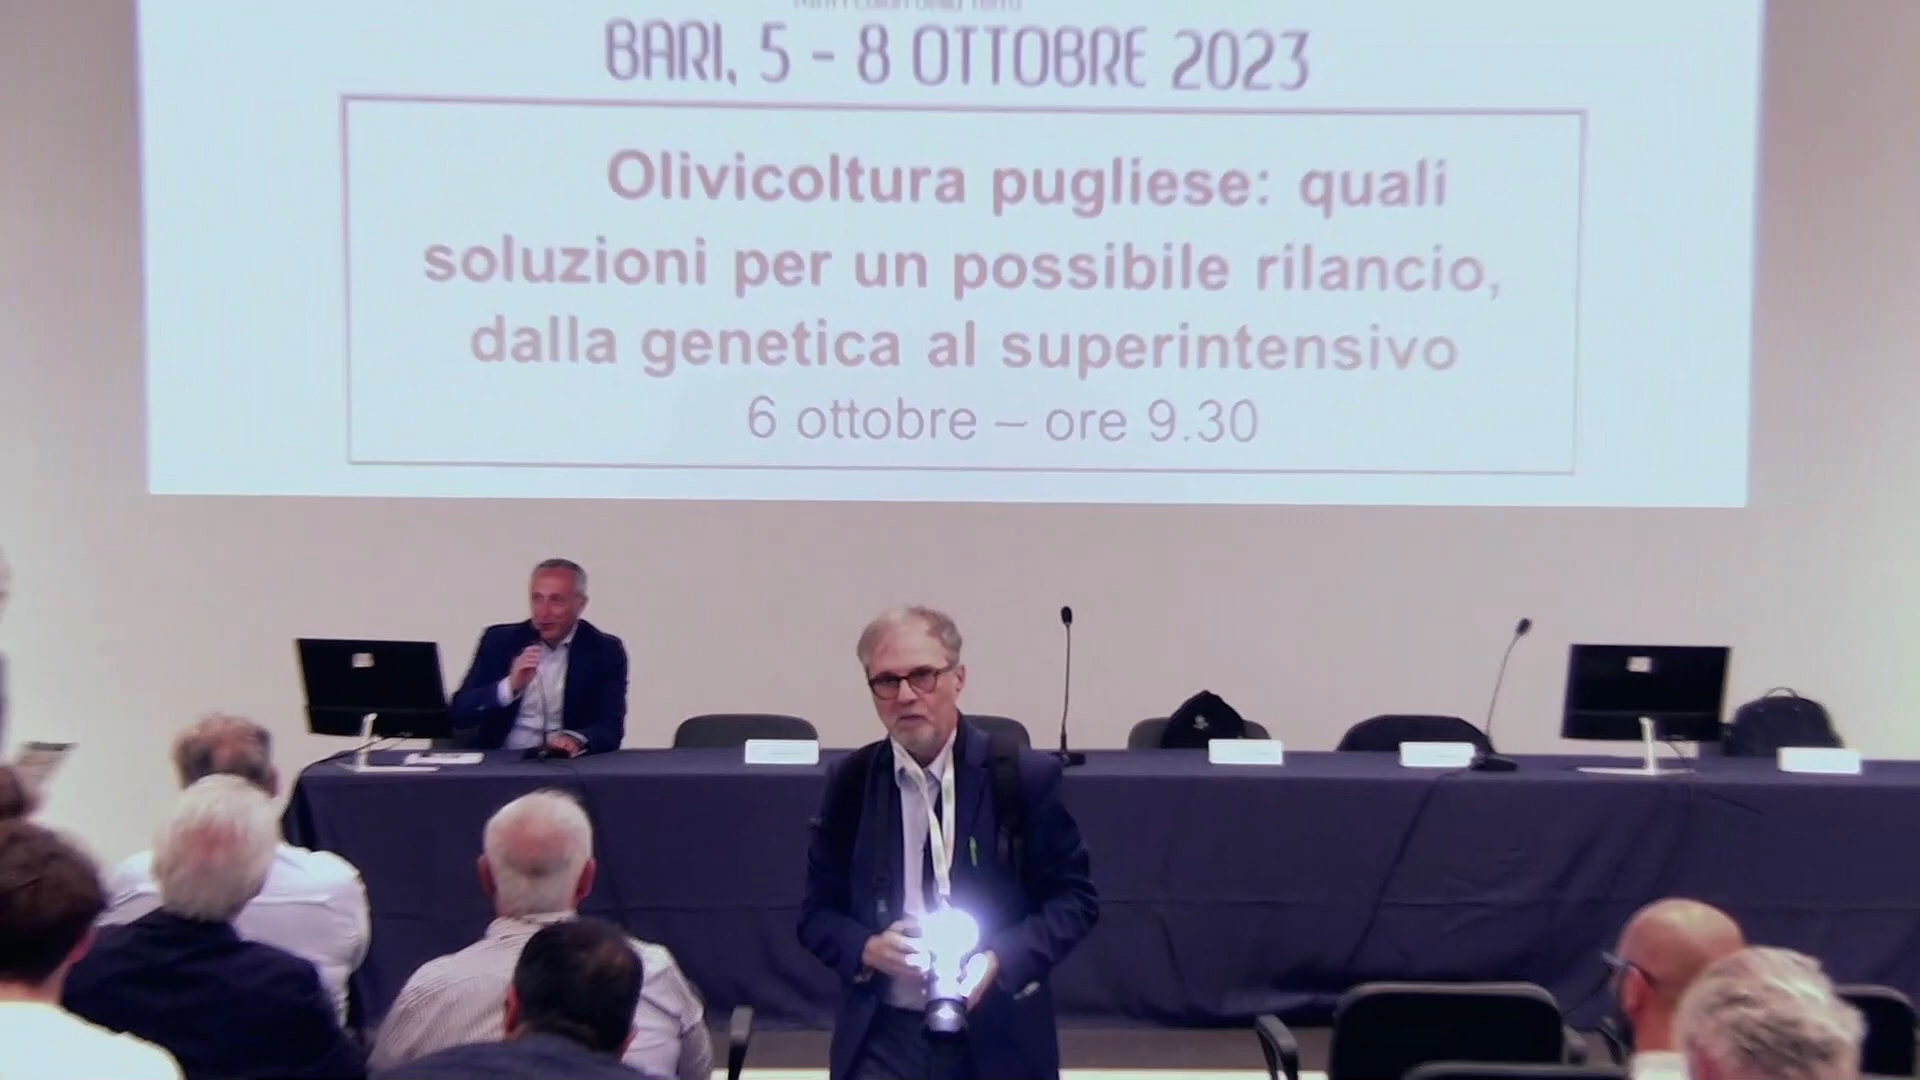 BARI, 5 - 8 OTTOBRE 2023
Olivicoltura pugliese: quali
soluzioni per un possibile rilancio,
dalla genetica al superintensivo
6 ottobre – ore 9.30